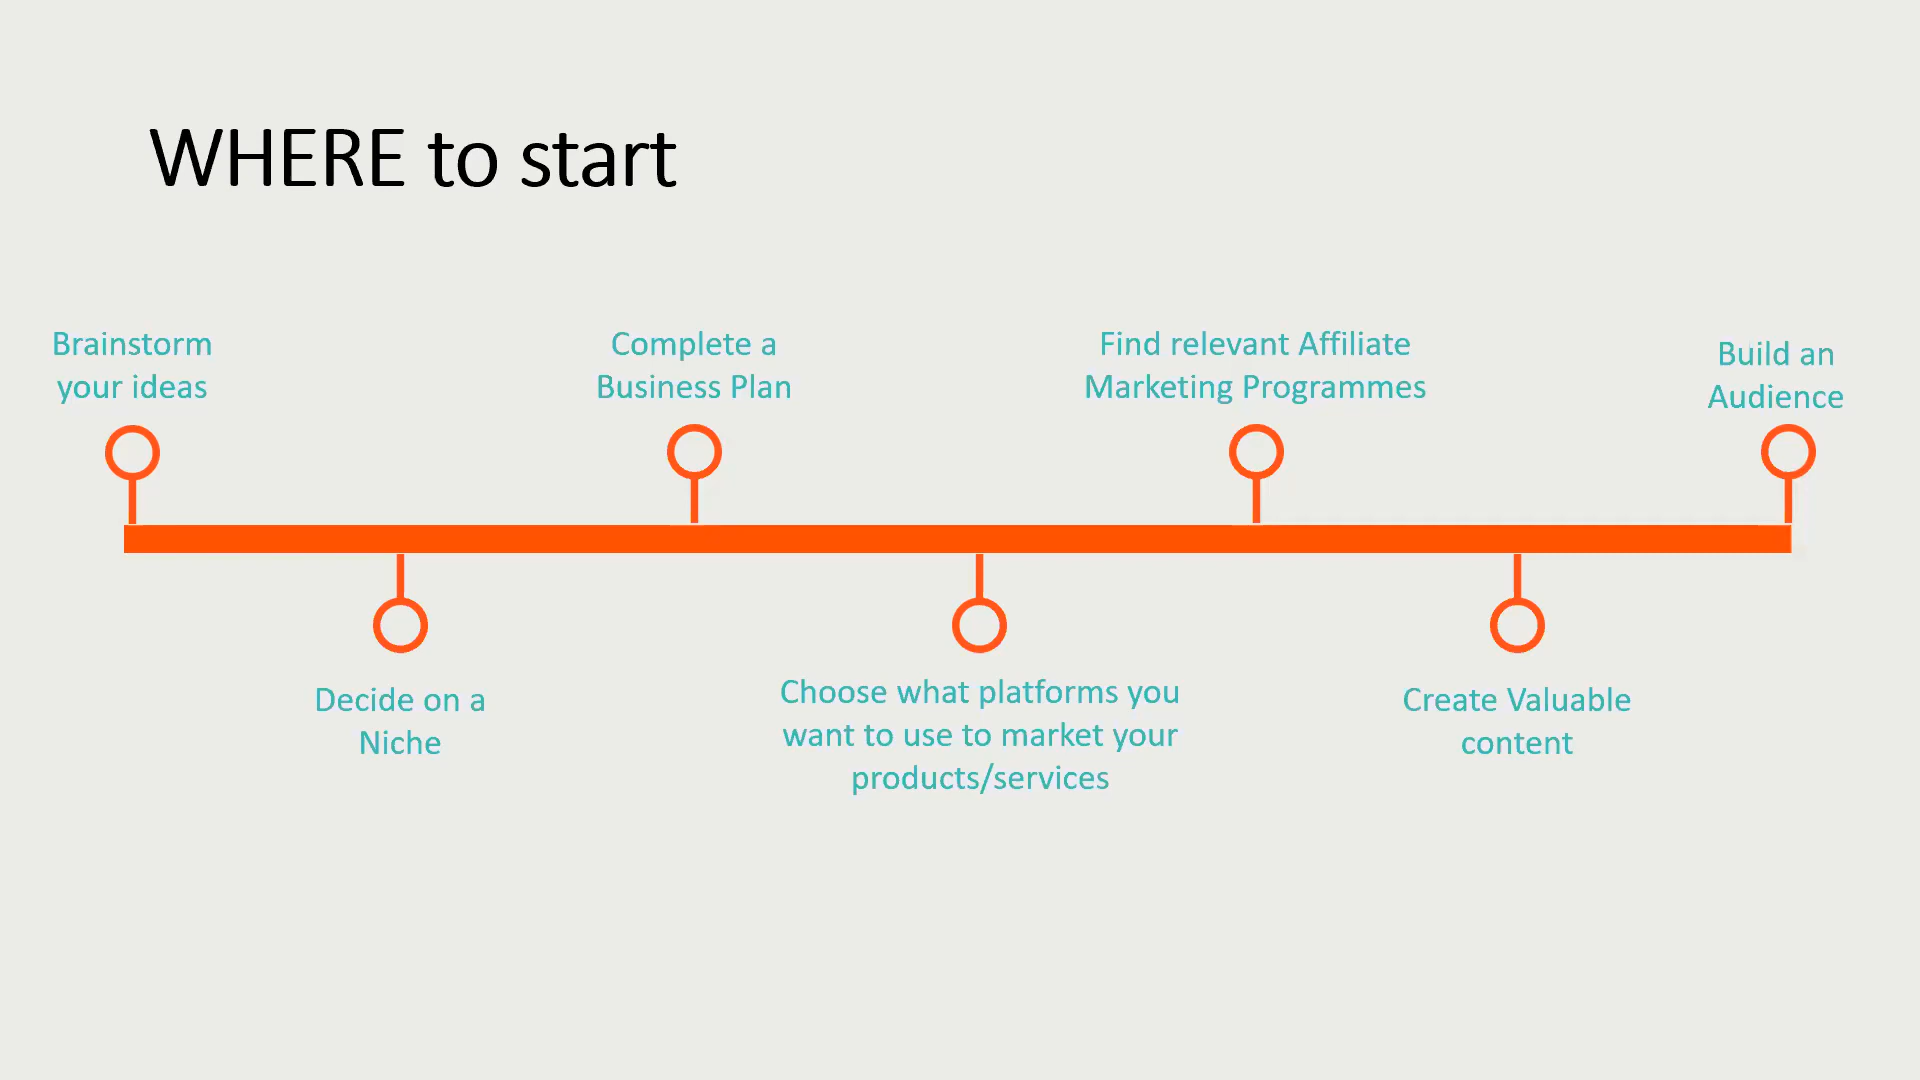 WHERE to start
Brainstorm
your ideas
Decide on a
Niche
Complete a
Business Plan
Choose what platforms you
want to use to market your
products/services
Find relevant Affiliate
Marketing Programmes
Create Valuable
content
Build an
Audience